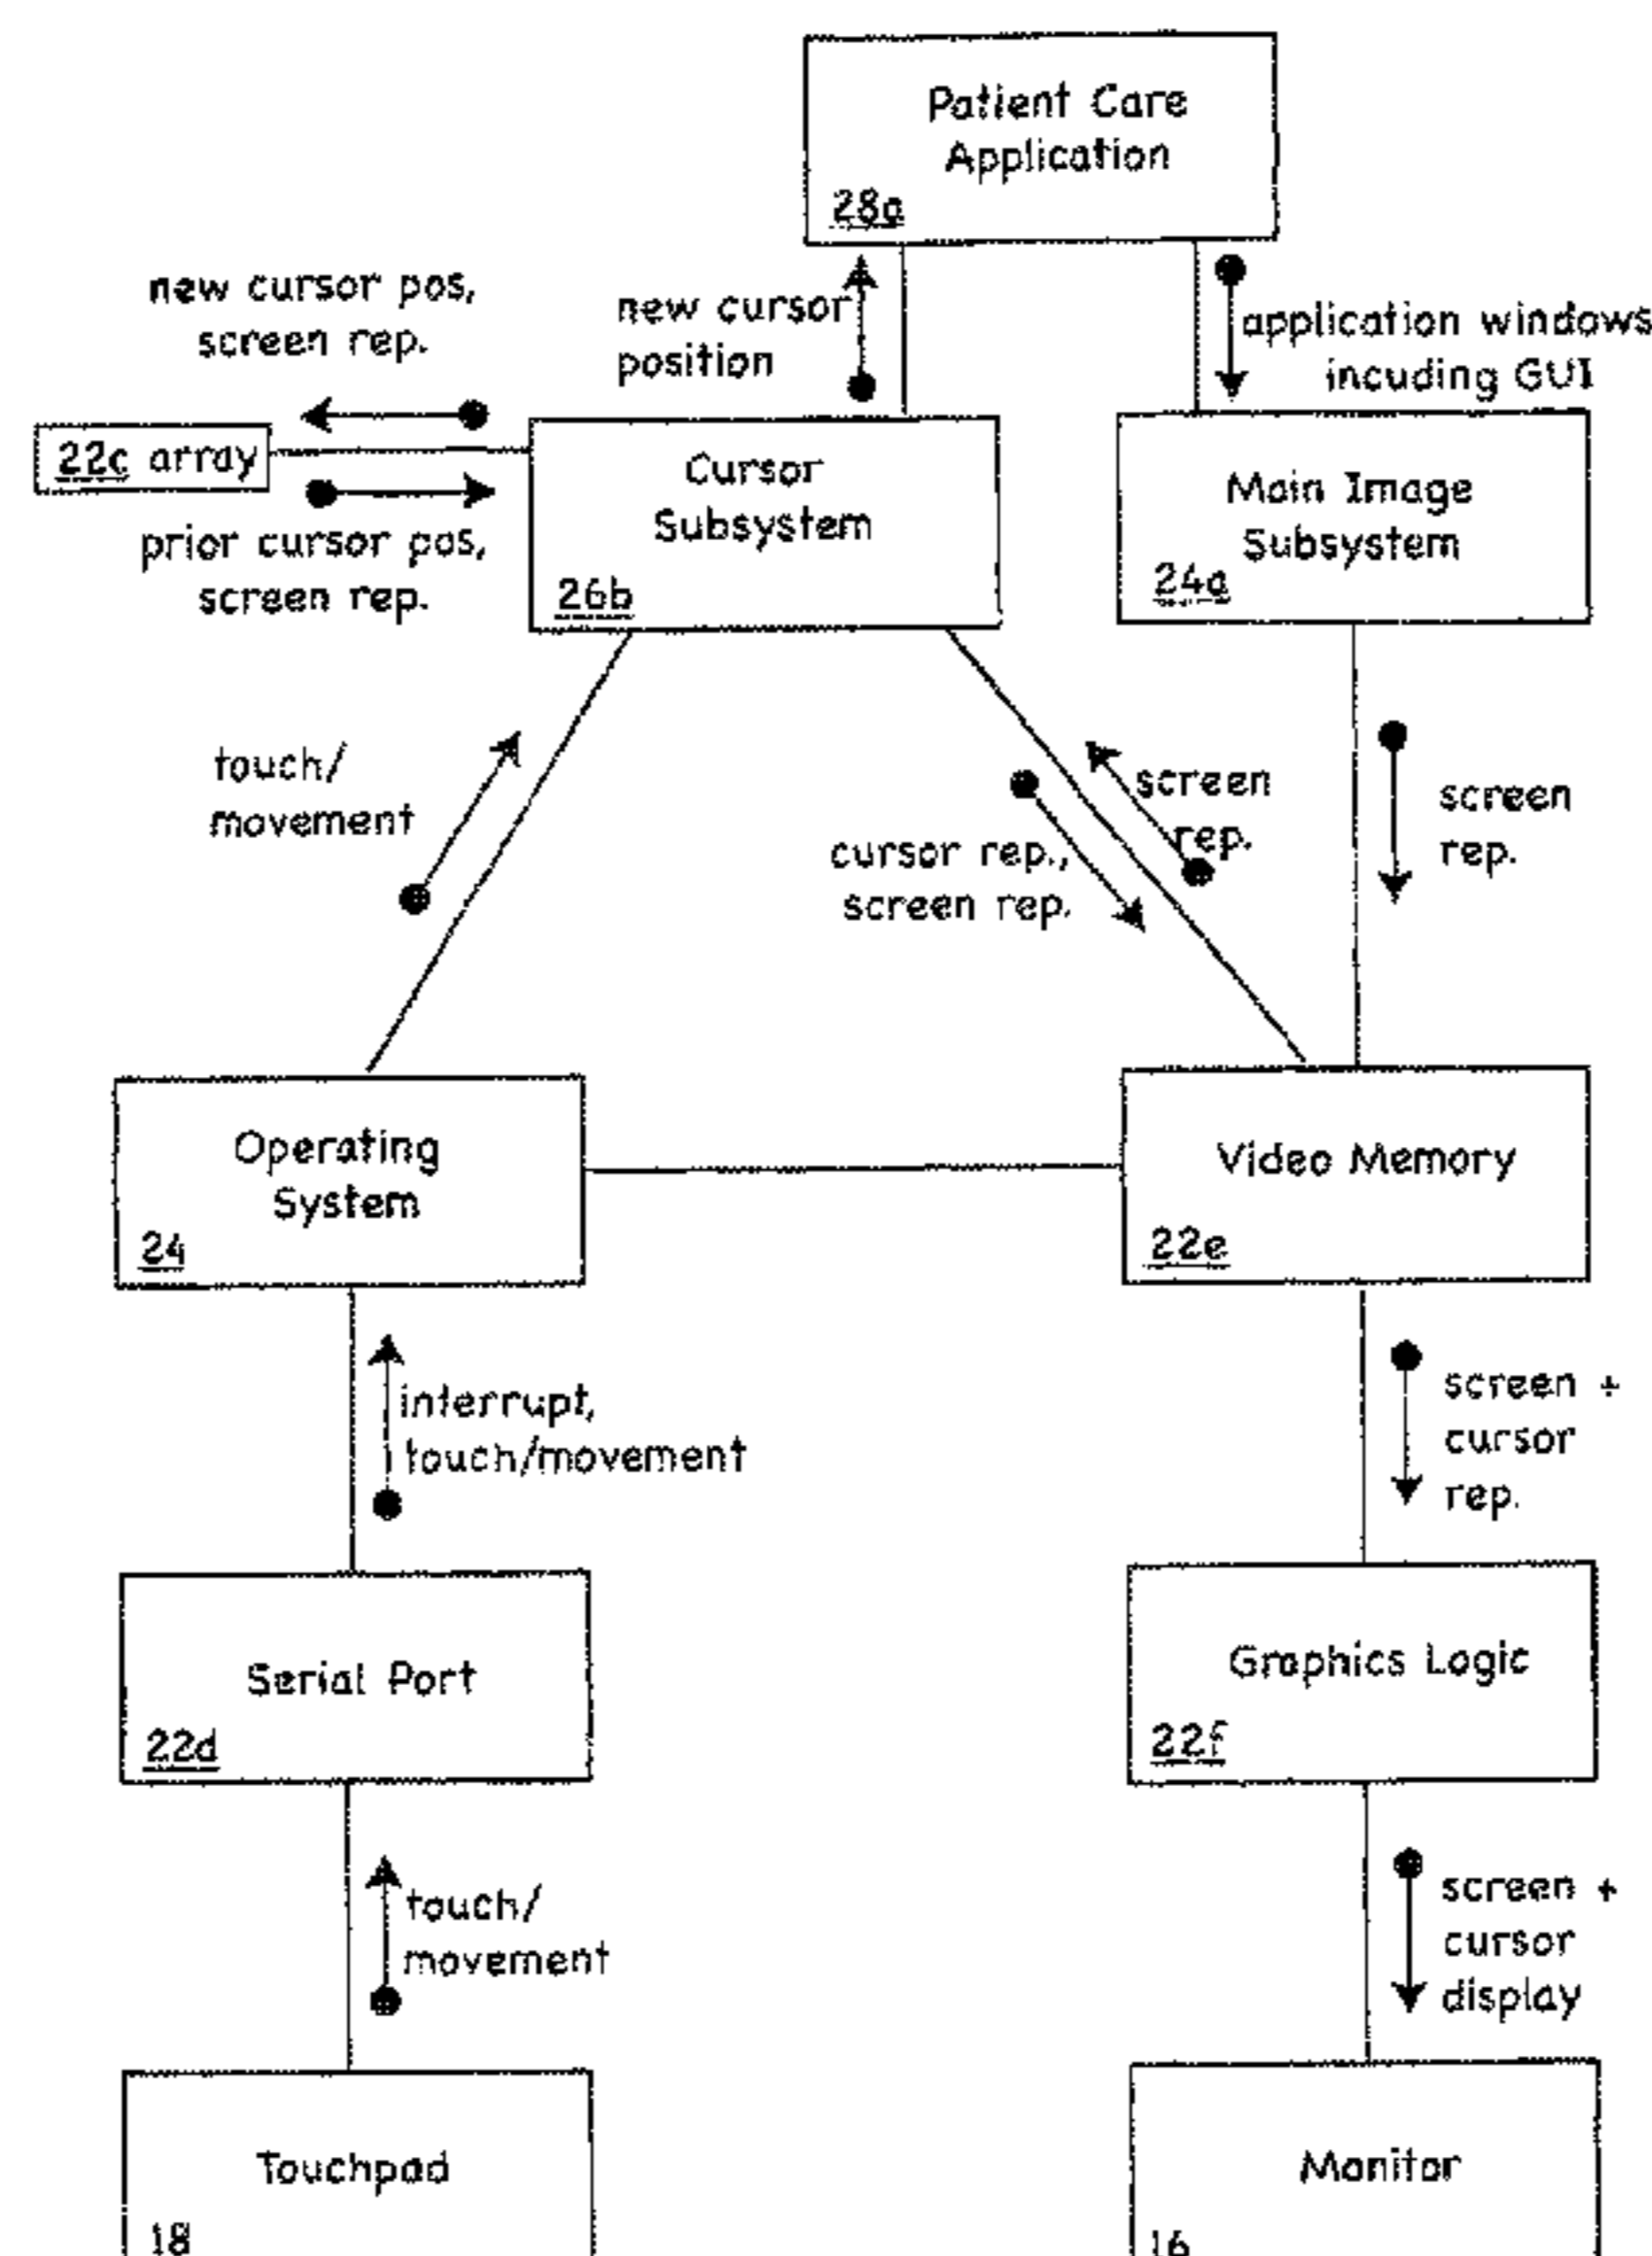 Patient Care
Application
28a
new cursor pos,
screen rep.
new cursor
position
application windows
incuding GUI
22c array
prior cursor pos,
screen rep.
Cursor
Subsystem
26b
Main Image
Subsystem
24a
touch/
movement
cursor rep.,
screen rep.
screen
rep.
screen
rep.
Operating
System
24
Video Memory
22e
interrupt,
touch/movement
screen +
cursor
rep.
Serial Port
22d
Graphics Logic
22f
touch/
movement
screen +
cursor
display
Touchpad
18
Monitor
16